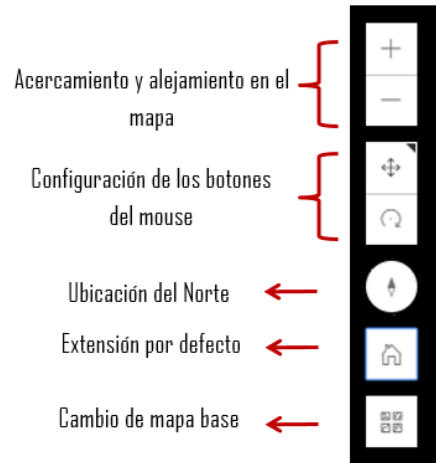 Acercamiento y alejamiento en el
mapa
Configuración de los botones
del mouse
Ubicación del Norte
Extensión por defecto
Cambio de mapa base